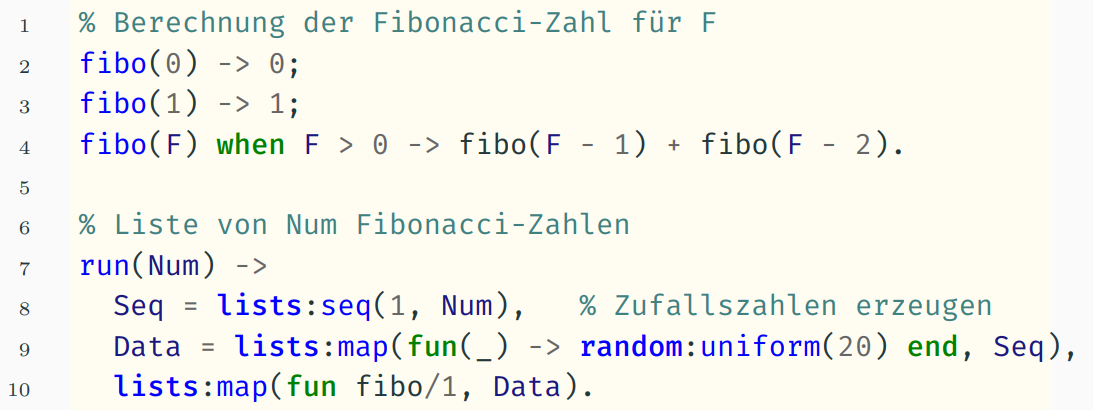 1 % Berechnung der Fibonacci-Zahl für F
2 fibo(0) -> 0;
3 fibo(1) -> 1;
4 fibo(F) when F > 0 -> fibo(F - 1) + fibo(F - 2).
5
6 % Liste von Num Fibonacci-Zahlen
7 run(Num) ->
8   Seq = lists:seq(1, Num),   % Zufallszahlen erzeugen
9   Data = lists:map(fun(_) -> random:uniform(20) end, Seq),
10   lists:map(fun fibo/1, Data).